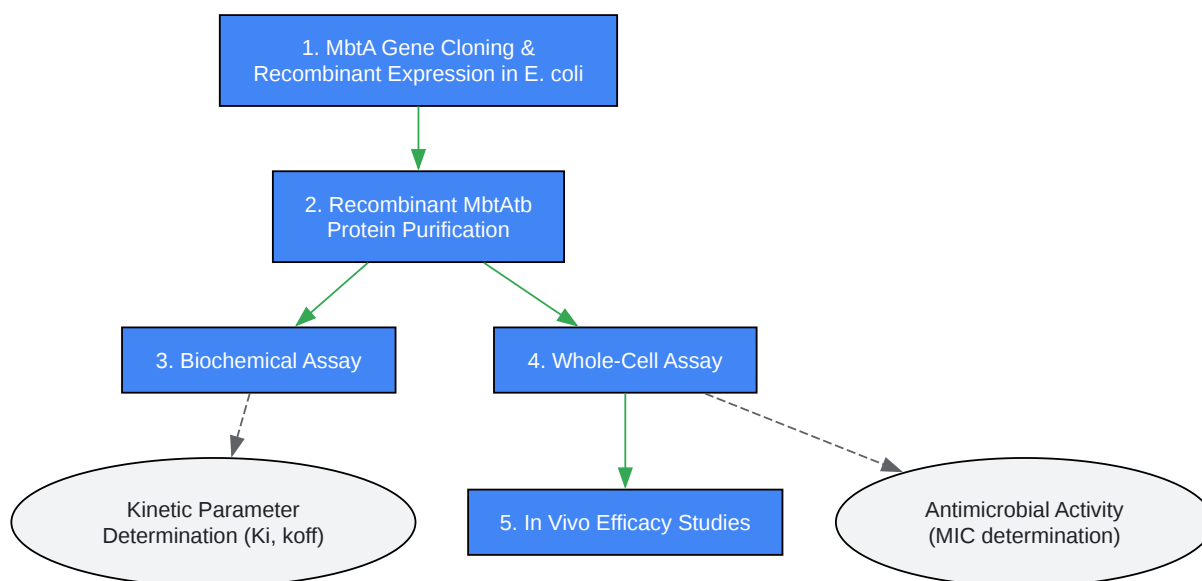 1. MbtA Gene Cloning &
Recombinant Expression in E. coli
2. Recombinant MbtAtb
Protein Purification
3. Biochemical Assay
4. Whole-Cell Assay
Kinetic Parameter
Determination (Ki, koff)
5. In Vivo Efficacy Studies
Antimicrobial Activity
(MIC determination)